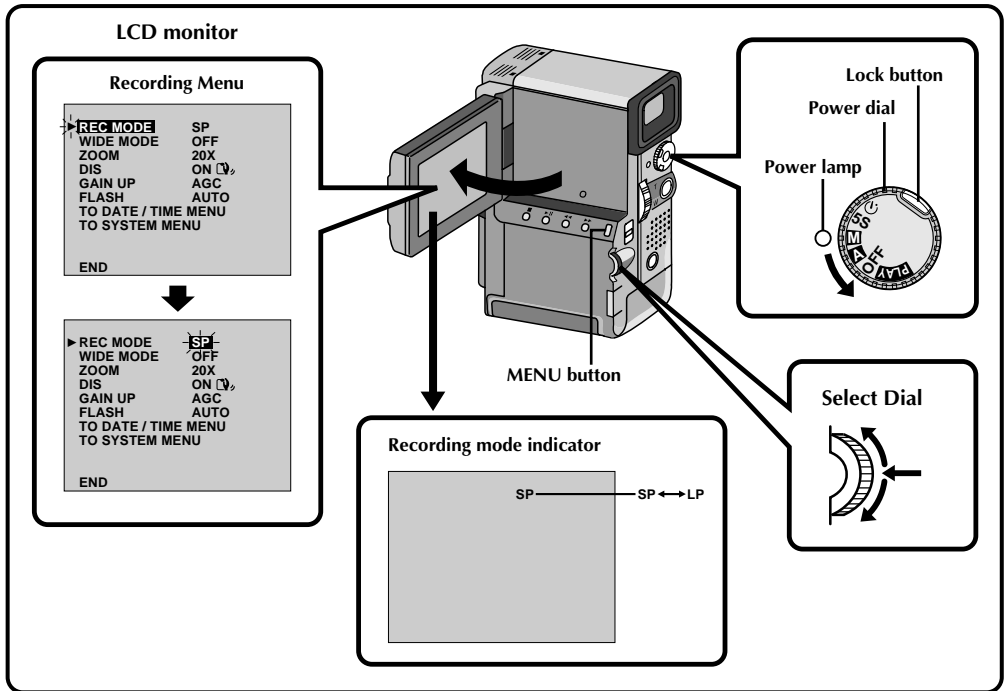 LCD monitor
Recording Menu
REC MODE SP
WIDE MODE OFF
ZOOM 20X
DIS ON
GAIN UP AGC
FLASH AUTO
TO DATE / TIME MENU
TO SYSTEM MENU
END
REC MODE SP
WIDE MODE OFF
ZOOM 20X
DIS ON
GAIN UP AGC
FLASH AUTO
TO DATE / TIME MENU
TO SYSTEM MENU
END
T
W
MENU button
Recording mode indicator
SP SP ↔ LP
Lock button
Power dial
Power lamp
5S
M
A
OFF
PLAY
Select Dial